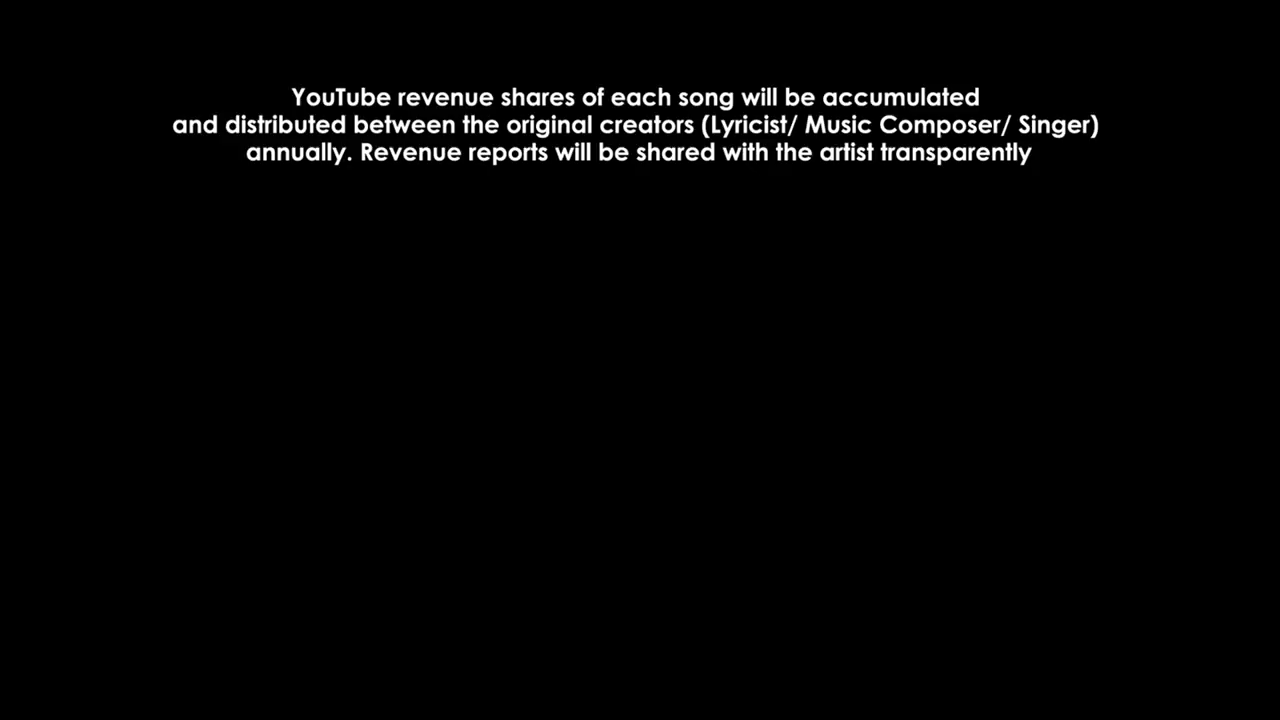 YouTube revenue shares of each song will be accumulated
and distributed between the original creators (Lyricist/ Music Composer/ Singer)
annually. Revenue reports will be shared with the artist transparently